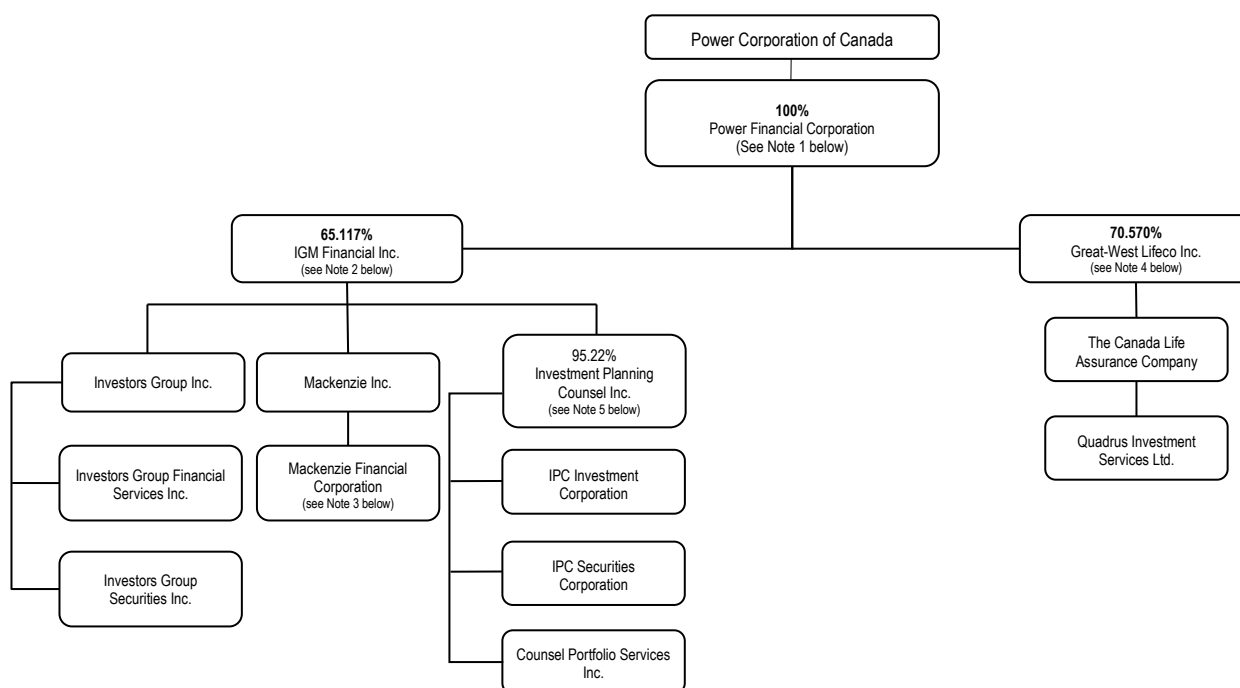 Power Corporation of Canada
100%
Power Financial Corporation
(See Note 1 below)
65.117%
IGM Financial Inc.
(see Note 2 below)
70.570%
Great-West Lifeco Inc.
(see Note 4 below)
Investors Group Inc.
Mackenzie Inc.
95.22%
Investment Planning
Counsel Inc.
(see Note 5 below)
The Canada Life
Assurance Company
Investors Group Financial
Services Inc.
Mackenzie Financial
Corporation
(see Note 3 below)
IPC Investment
Corporation
Quadrus Investment
Services Ltd.
Investors Group
Securities Inc.
IPC Securities
Corporation
Counsel Portfolio Services
Inc.